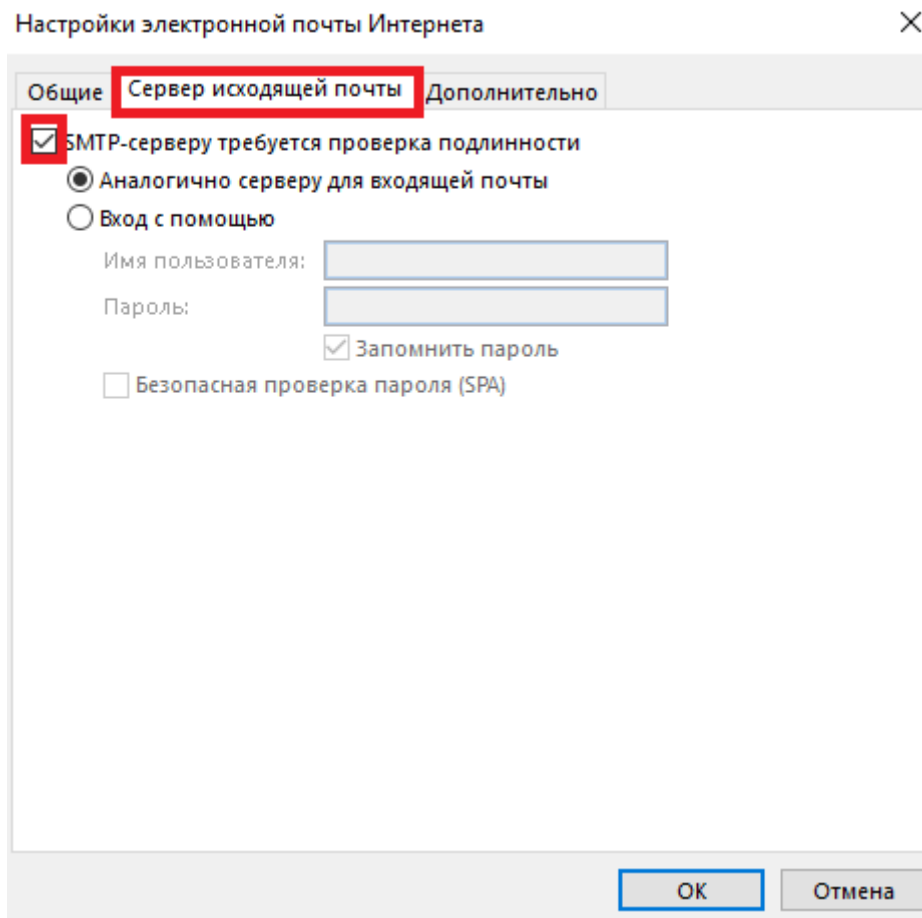 Настройки электронной почты Интернета
Общие Сервер исходящей почты Дополнительно
SMTP-серверу требуется проверка подлинности
Аналогично серверу для входящей почты
Вход с помощью
Имя пользователя:
Пароль:
Запомнить пароль
Безопасная проверка пароля (SPA)
ОК Отмена